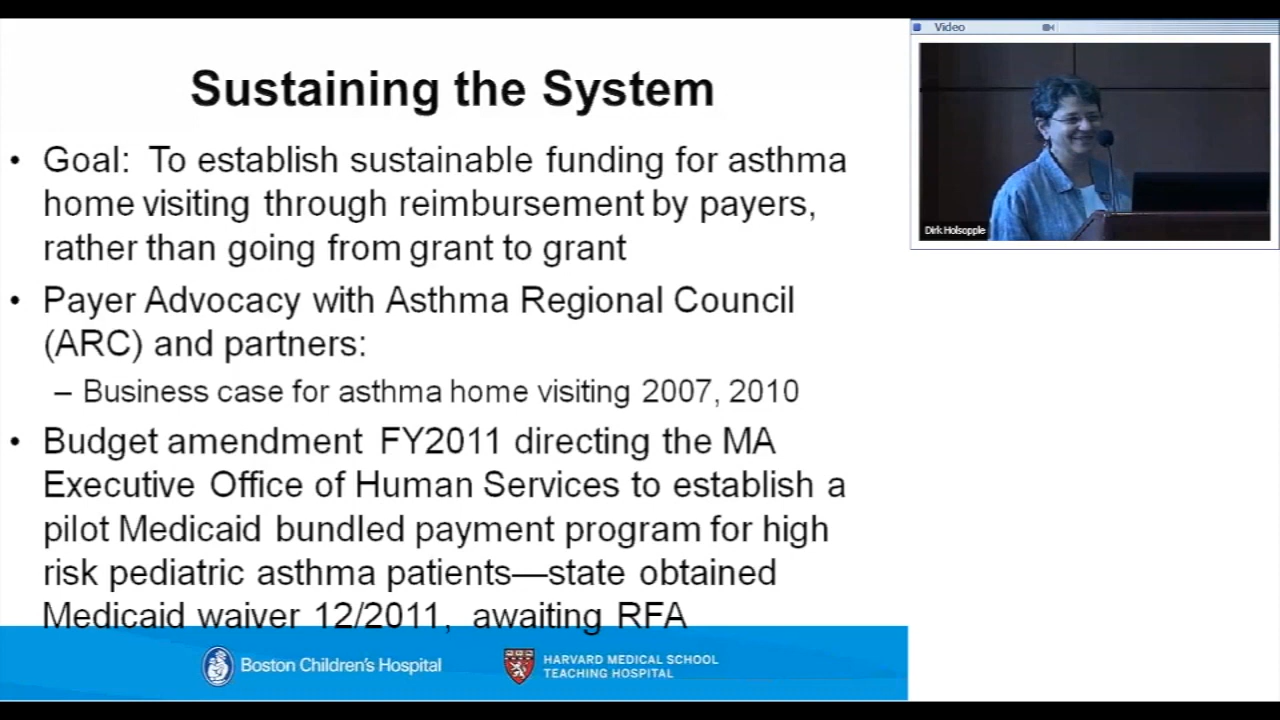 Sustaining the System
• Goal: To establish sustainable funding for asthma
home visiting through reimbursement by payers,
rather than going from grant to grant
• Payer Advocacy with Asthma Regional Council
(ARC) and partners:
– Business case for asthma home visiting 2007, 2010
• Budget amendment FY2011 directing the MA
Executive Office of Human Services to establish a
pilot Medicaid bundled payment program for high
risk pediatric asthma patients—state obtained
Medicaid waiver 12/2011, awaiting RFA
Boston Children's Hospital
HARVARD MEDICAL SCHOOL
TEACHING HOSPITAL
Video
Dirk Holsopple